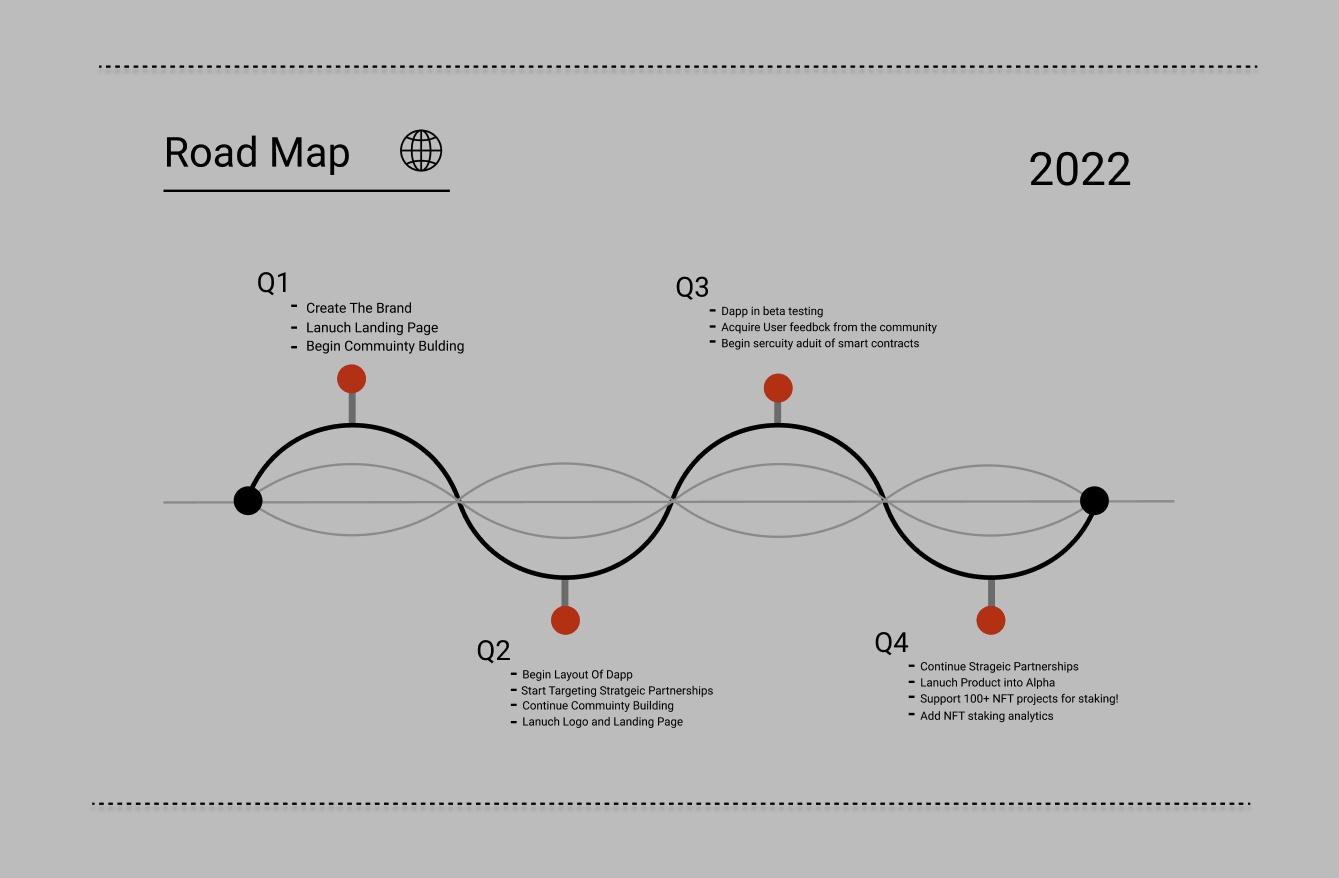 Road Map
2022
Q1
- Create The Brand
- Lanuch Landing Page
- Begin Commuinty Bulding
Q3
- Dapp in beta testing
- Acquire User feedbck from the community
- Begin sercuity aduit of smart contracts
Q2
- Begin Layout Of Dapp
- Start Targeting Stratgeic Partnerships
- Continue Commuinty Building
- Lanuch Logo and Landing Page
Q4
- Continue Strageic Partnerships
- Lanuch Product into Alpha
- Support 100+ NFT projects for staking!
- Add NFT staking analytics